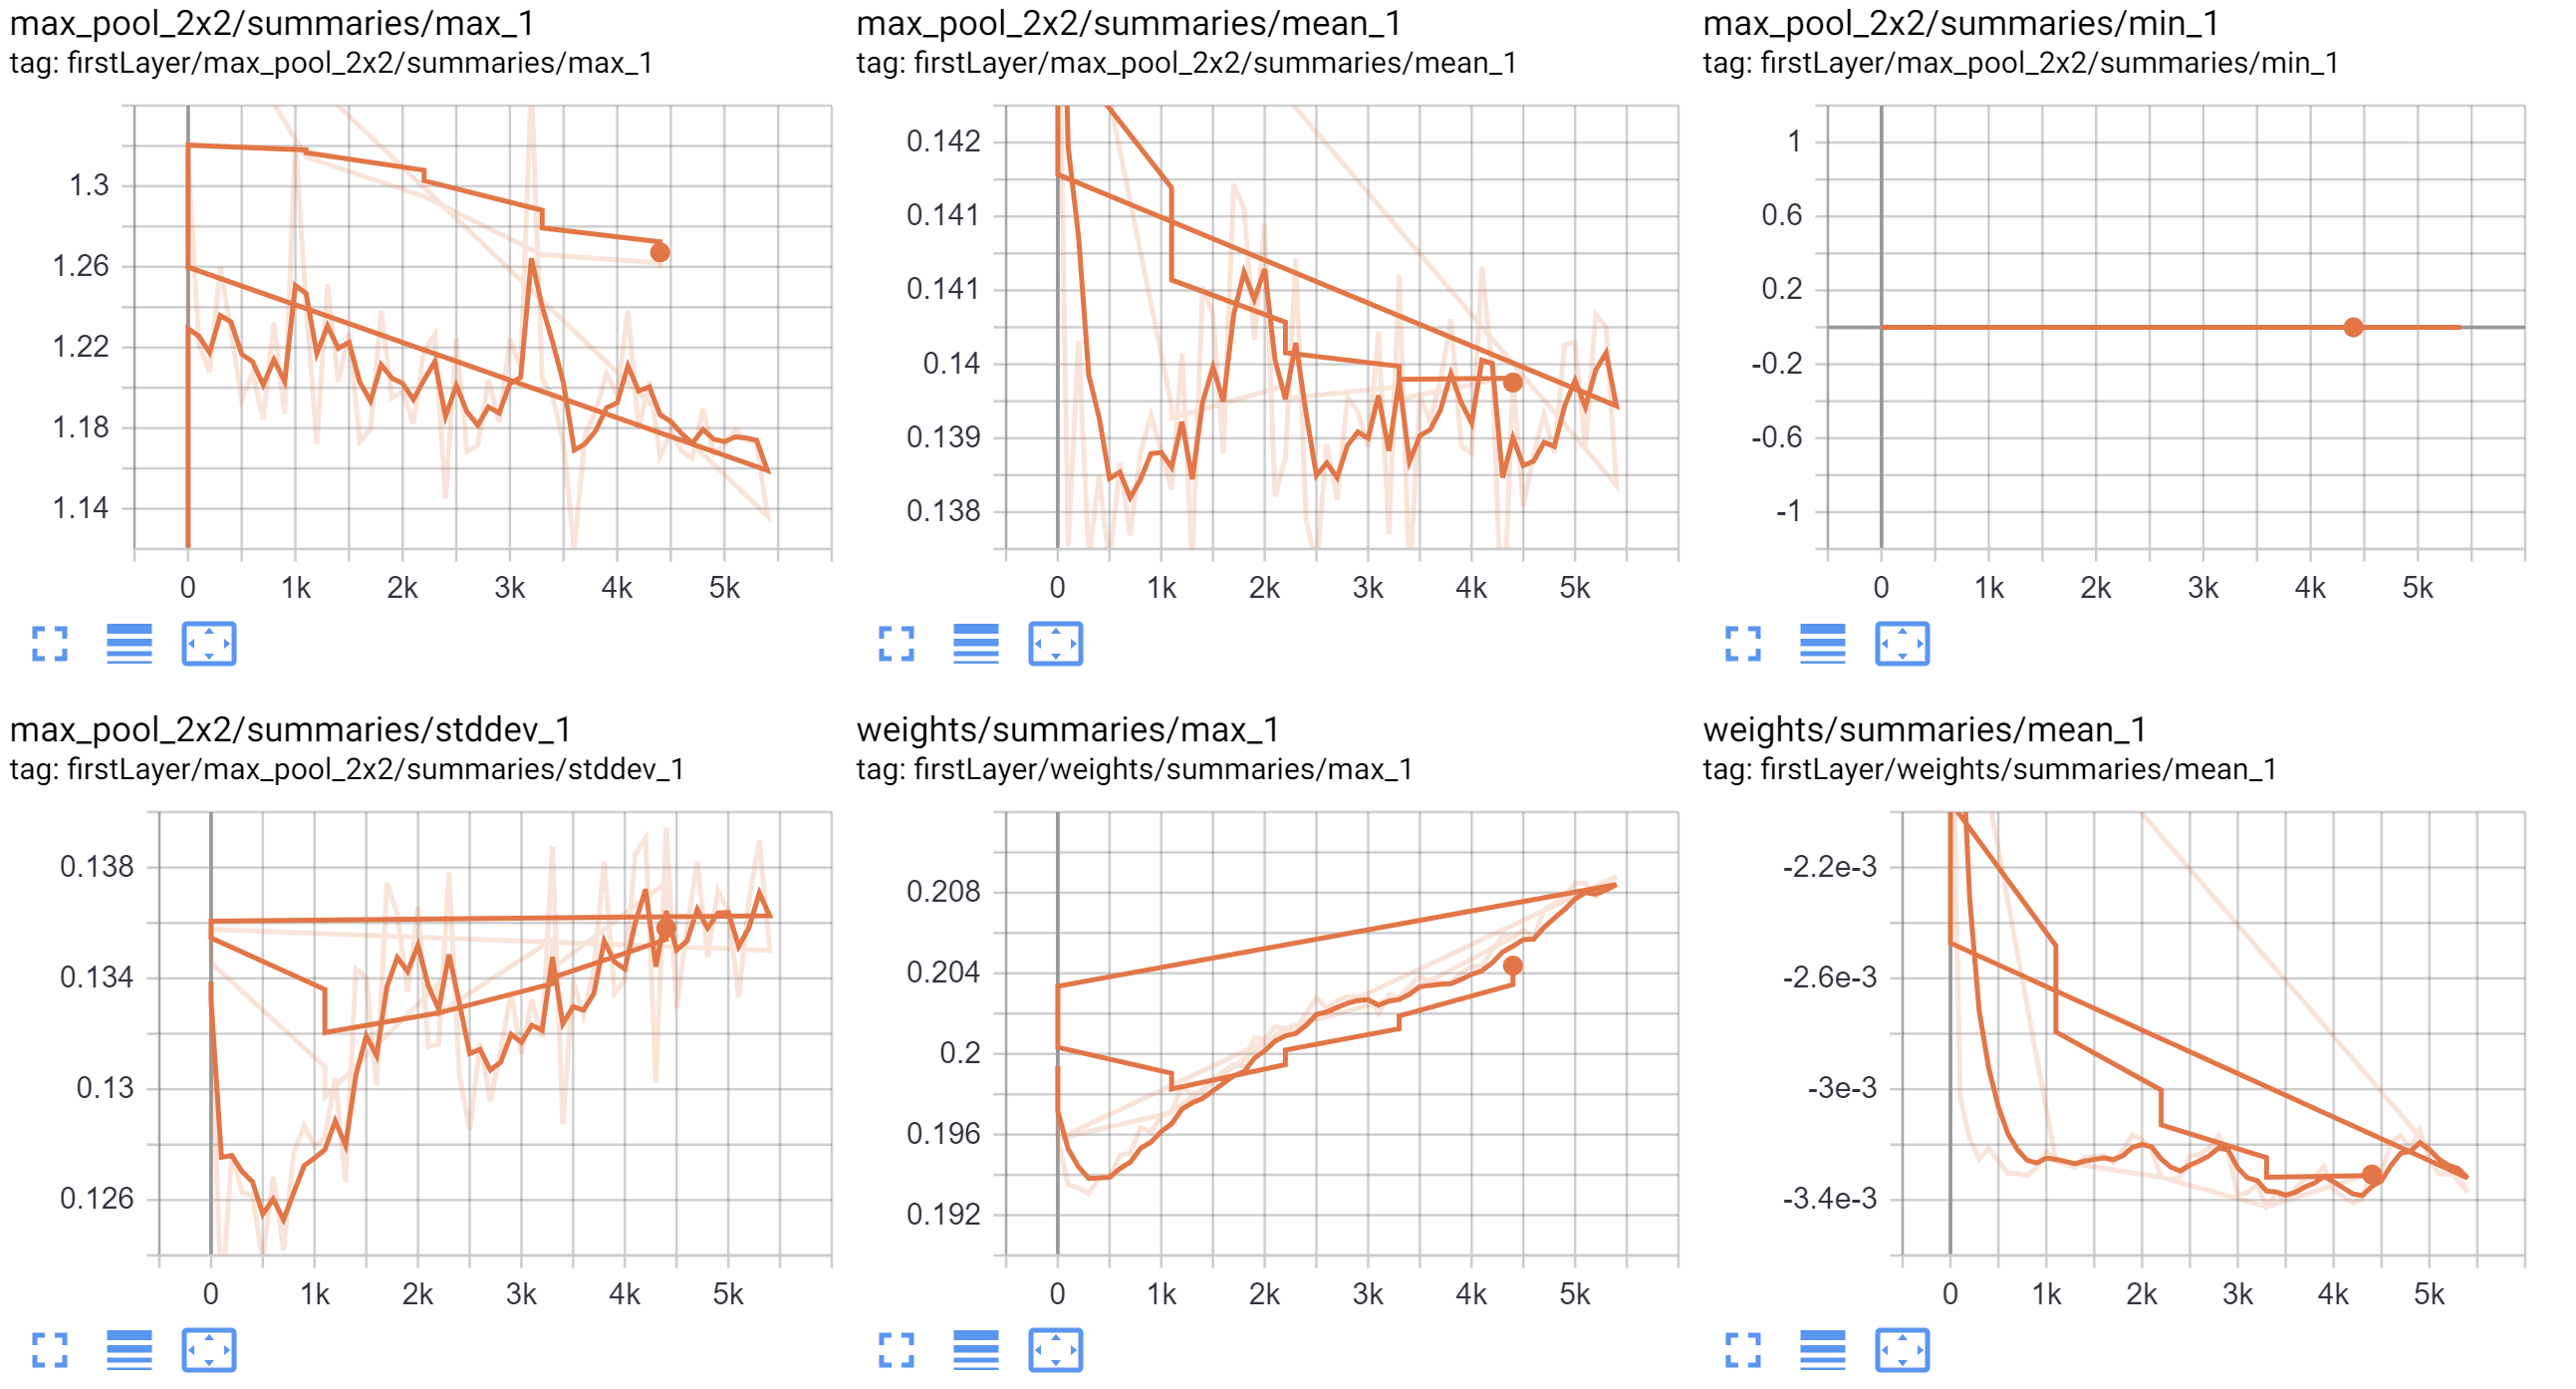 max_pool_2x2/summaries/max_1
tag: firstLayer/max_pool_2x2/summaries/max_1
1.3
1.26
1.22
1.18
1.14
0 1k 2k 3k 4k 5k
max_pool_2x2/summaries/mean_1
tag: firstLayer/max_pool_2x2/summaries/mean_1
0.142
0.141
0.141
0.14
0.139
0.138
0 1k 2k 3k 4k 5k
max_pool_2x2/summaries/min_1
tag: firstLayer/max_pool_2x2/summaries/min_1
1
0.6
0.2
-0.2
-0.6
-1
0 1k 2k 3k 4k 5k
max_pool_2x2/summaries/stddev_1
tag: firstLayer/max_pool_2x2/summaries/stddev_1
0.138
0.134
0.13
0.126
0 1k 2k 3k 4k 5k
weights/summaries/max_1
tag: firstLayer/weights/summaries/max_1
0.208
0.204
0.2
0.196
0.192
0 1k 2k 3k 4k 5k
weights/summaries/mean_1
tag: firstLayer/weights/summaries/mean_1
-2.2e-3
-2.6e-3
-3e-3
-3.4e-3
0 1k 2k 3k 4k 5k